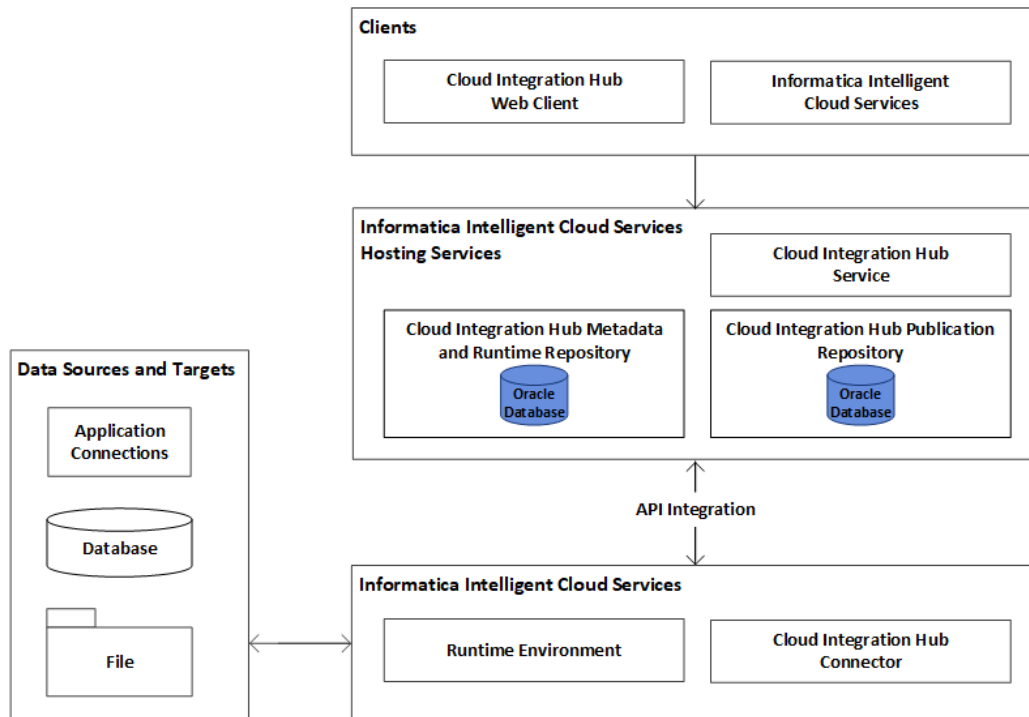 Clients
Cloud Integration Hub
Web Client
Informatica Intelligent
Cloud Services
Informatica Intelligent Cloud Services
Hosting Services
Cloud Integration Hub
Service
Cloud Integration Hub Metadata
and Runtime Repository
Oracle
Database
Cloud Integration Hub Publication
Repository
Oracle
Database
Data Sources and Targets
Application
Connections
Database
File
API Integration
Informatica Intelligent Cloud Services
Runtime Environment
Cloud Integration Hub
Connector